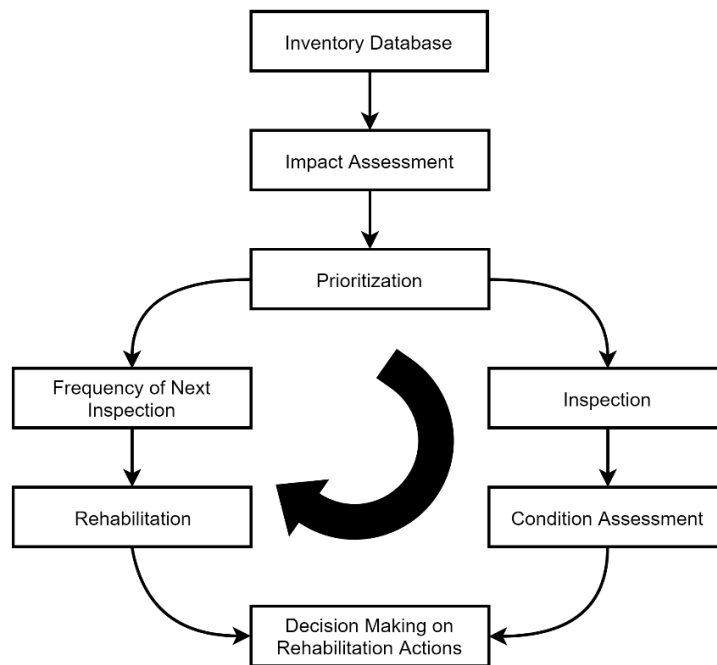 Inventory Database
Impact Assessment
Prioritization
Frequency of Next
Inspection
Inspection
Rehabilitation
Condition Assessment
Decision Making on
Rehabilitation Actions